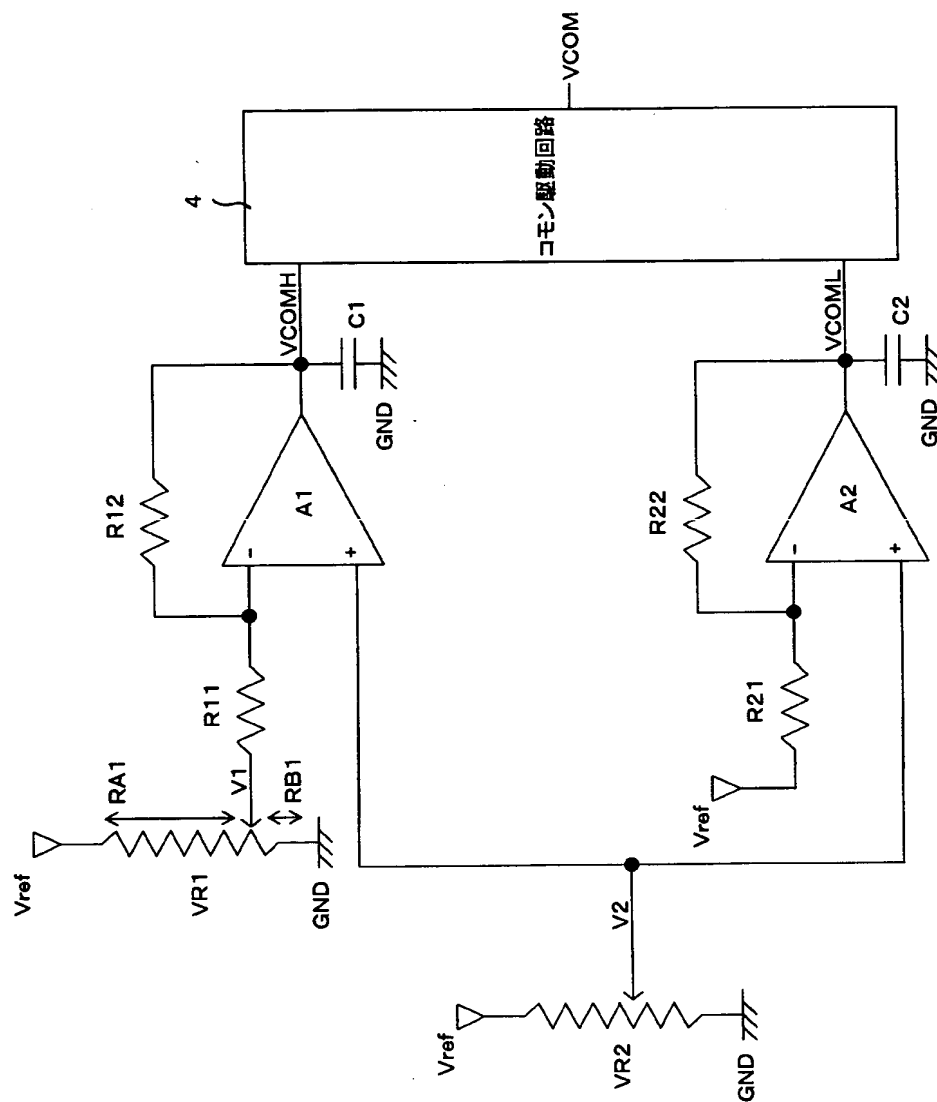 Vref
RA1
VR1
V1
RB1
GND
R11
R12
-
+
A1
VCOMH
C1
GND
4
コモン駆動回路
VCOM
Vref
V2
VR2
GND
Vref
R21
R22
-
+
A2
VCOML
C2
GND